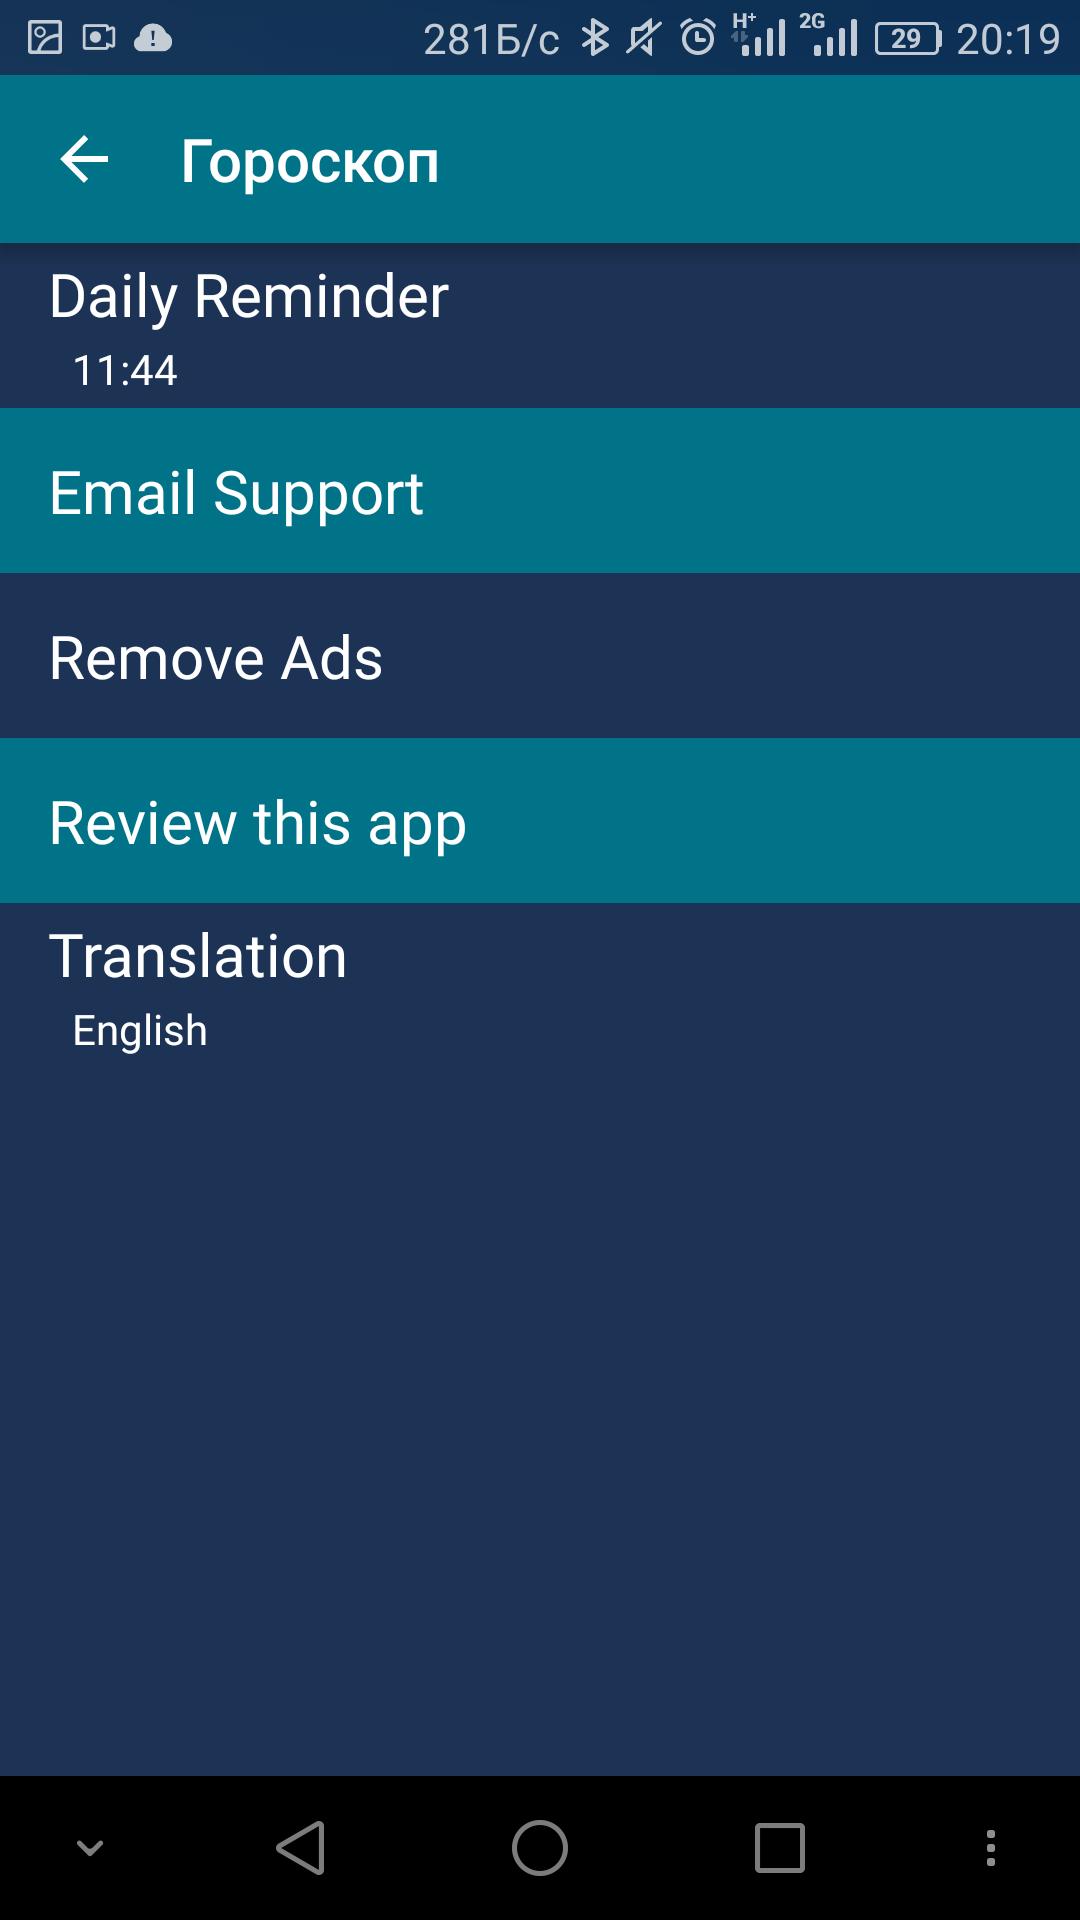 281Б/с H+ 2G 29 20:19
Гороскоп
Daily Reminder
11:44
Email Support
Remove Ads
Review this app
Translation
English